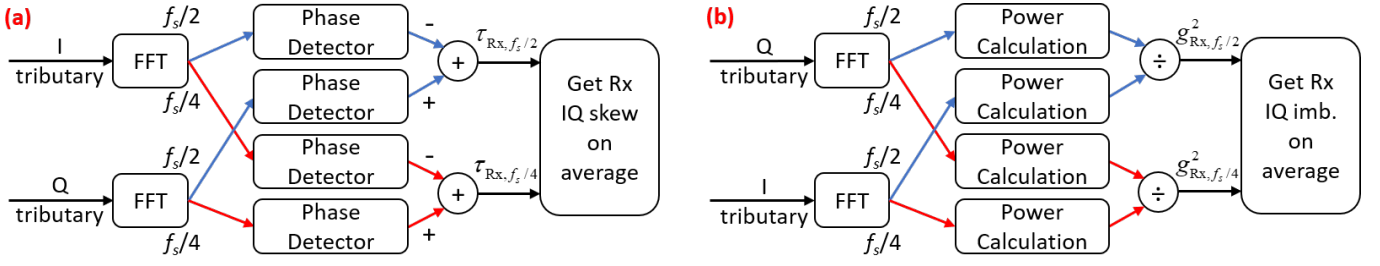 (a)
I
tributary
FFT
f_s/2
f_s/4
Q
tributary
FFT
f_s/2
f_s/4
Phase
Detector
Phase
Detector
Phase
Detector
Phase
Detector
-
+
-
+
+
+
τ_Rx, f_s/2
τ_Rx, f_s/4
Get Rx
IQ skew
on
average
(b)
Q
tributary
FFT
f_s/2
f_s/4
I
tributary
FFT
f_s/2
f_s/4
Power
Calculation
Power
Calculation
Power
Calculation
Power
Calculation
÷
÷
g²_Rx, f_s/2
g²_Rx, f_s/4
Get Rx
IQ imb.
on
average